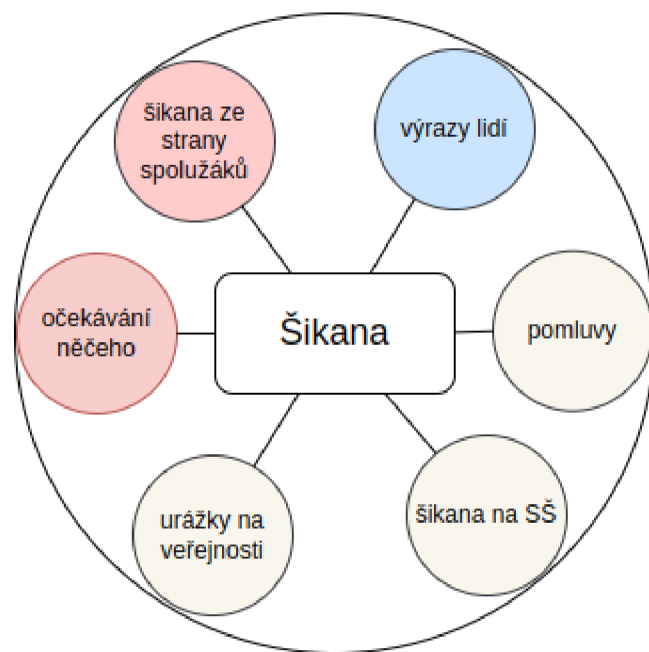 šikana ze
strany
spolužáků
výrazy lidí
očekávání
něčeho
Šikana
pomluvy
urážky na
veřejnosti
šikana na SŠ